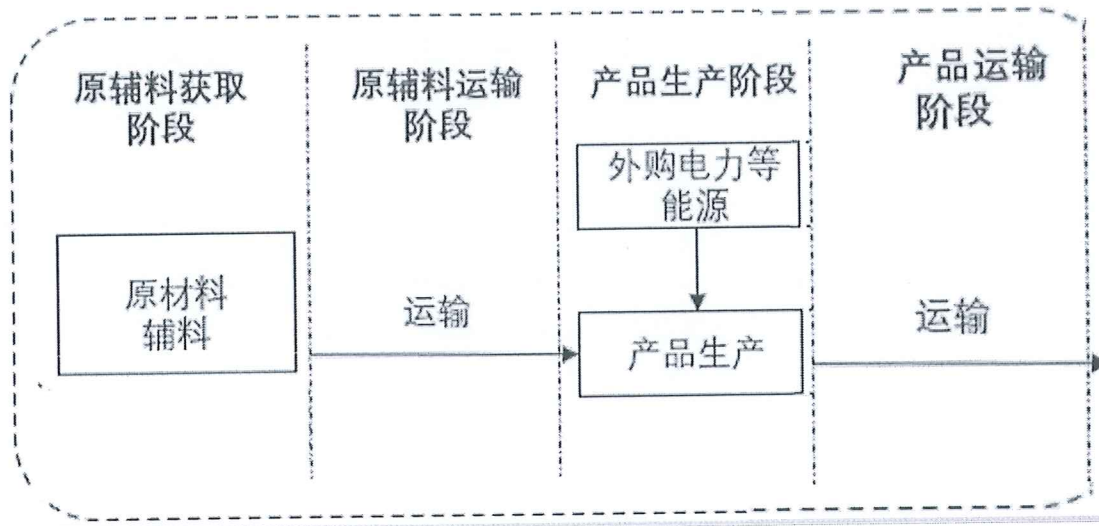 原辅料获取
阶段
原辅料运输
阶段
产品生产阶段
产品运输
阶段
外购电力等
能源
原材料
辅料
运输
产品生产
运输